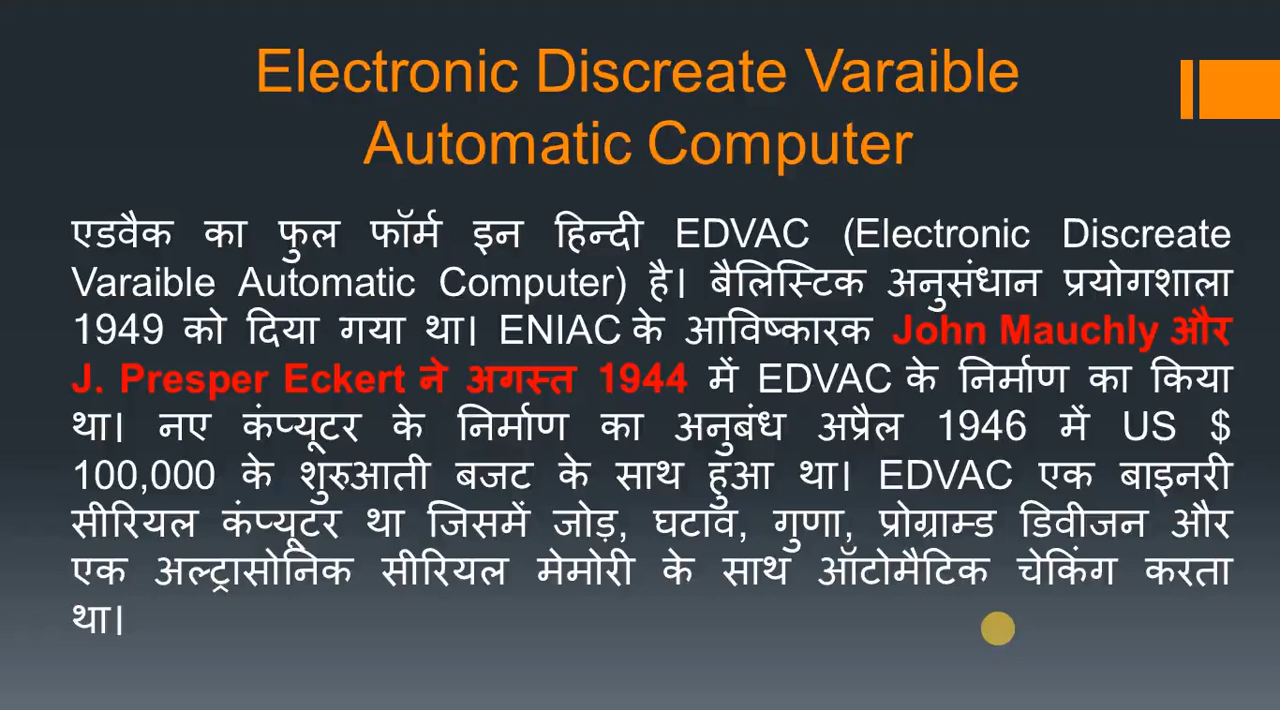 Electronic Discreate Varaible
Automatic Computer
एडवैक का फुल फॉर्म इन हिन्दी EDVAC (Electronic Discreate
Varaible Automatic Computer) है। बैलिस्टिक अनुसंधान प्रयोगशाला
1949 को दिया गया था। ENIAC के आविष्कारक John Mauchly और
J. Presper Eckert ने अगस्त 1944 में EDVAC के निर्माण का किया
था। नए कंप्यूटर के निर्माण का अनुबंध अप्रैल 1946 में US $
100,000 के शुरुआती बजट के साथ हुआ था। EDVAC एक बाइनरी
सीरियल कंप्यूटर था जिसमें जोड़, घटाव, गुणा, प्रोग्राम्ड डिवीजन और
एक अल्ट्रासोनिक सीरियल मेमोरी के साथ ऑटोमैटिक चेकिंग करता
था।